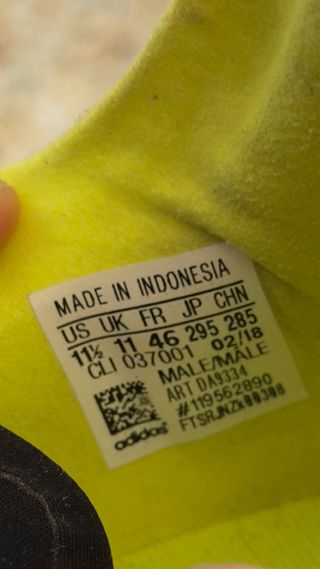 MADE IN INDONESIA
US UK FR JP CHN
11½ 11 46 295 285
CLI 037001 02/18
MALE/MALE
ART DA9334
#119562890
adidas